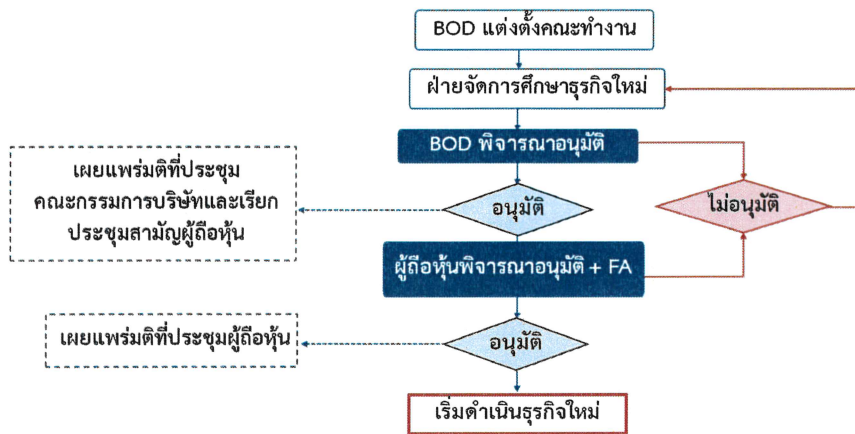 BOD แต่งตั้งคณะทำงาน
ฝ่ายจัดการศึกษาธุรกิจใหม่
BOD พิจารณาอนุมัติ
เผยแพร่มติที่ประชุม
คณะกรรมการบริษัทและเรียก
ประชุมสามัญผู้ถือหุ้น
อนุมัติ
ไม่อนุมัติ
ผู้ถือหุ้นพิจารณาอนุมัติ + FA
เผยแพร่มติที่ประชุมผู้ถือหุ้น
อนุมัติ
เริ่มดำเนินธุรกิจใหม่